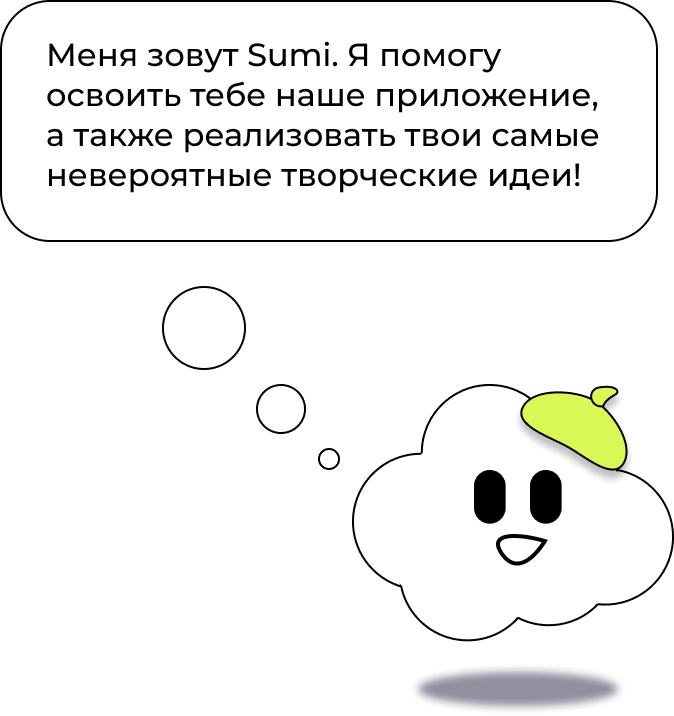 Меня зовут Sumi. Я помогу
освоить тебе наше приложение,
а также реализовать твои самые
невероятные творческие идеи!